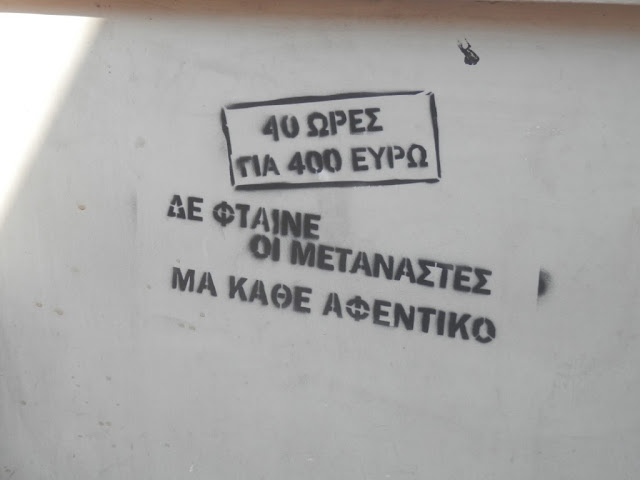 40 ΩΡΕΣ
ΓΙΑ 400 ΕΥΡΩ
ΔΕ ΦΤΑΙΝΕ
ΟΙ ΜΕΤΑΝΑΣΤΕΣ
ΜΑ ΚΑΘΕ ΑΦΕΝΤΙΚΟ